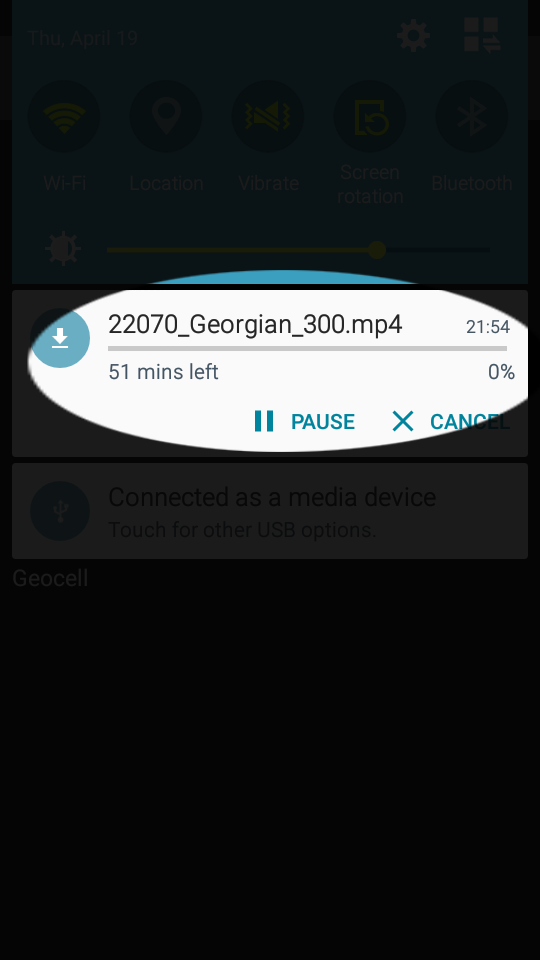 Thu, April 19
Wi-Fi
Location
Vibrate
Screen
rotation
Bluetooth
22070_Georgian_300.mp4
21:54
51 mins left
0%
PAUSE
CANCEL
Connected as a media device
Touch for other USB options.
Geocell